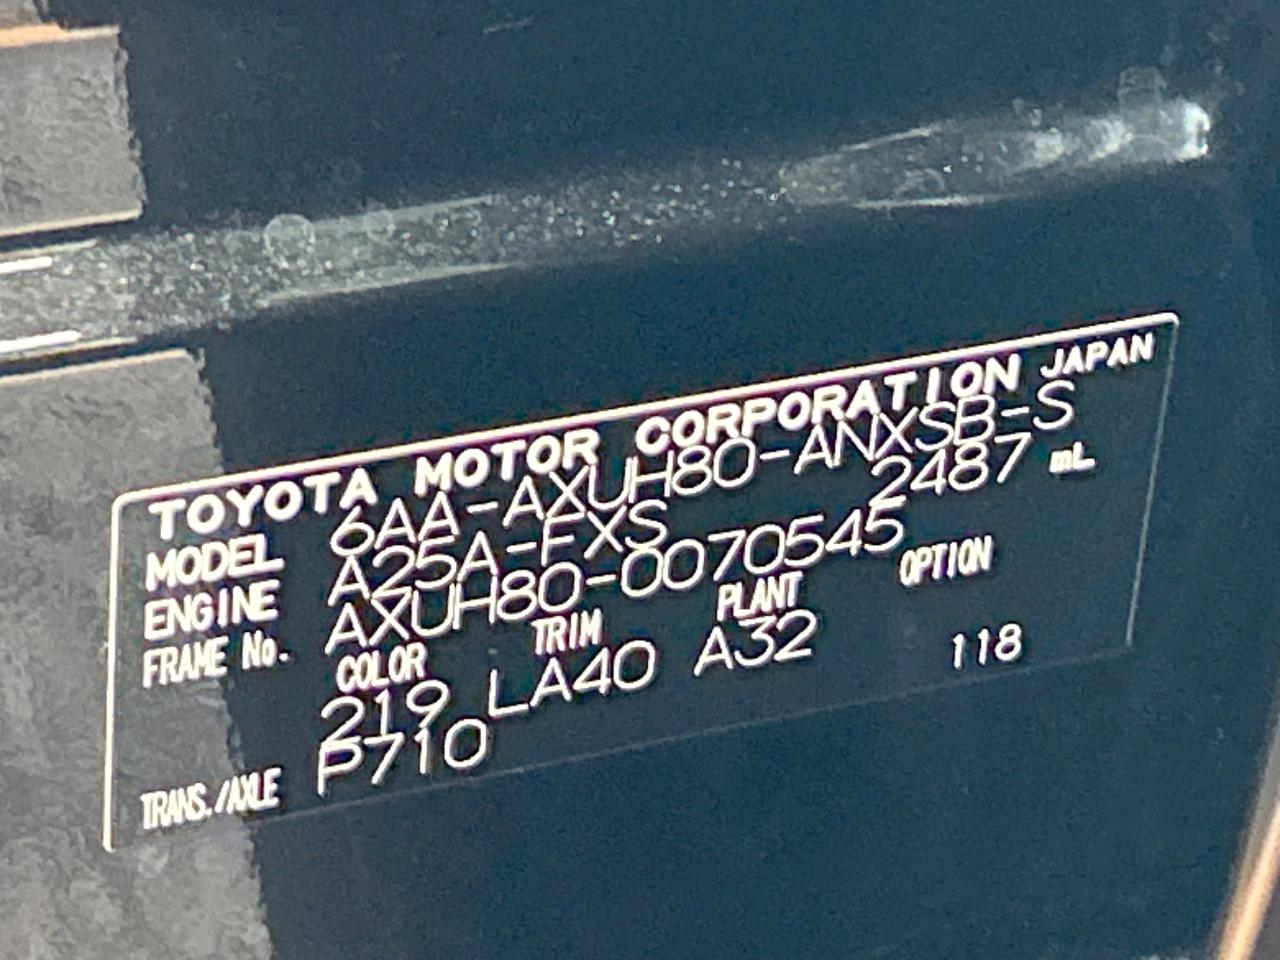 TOYOTA MOTOR CORPORATION JAPAN
MODEL 6AA-AXUH80-ANXSB-S
ENGINE A25A-FXS 2487 mL
FRAME No. AXUH80-0070545
COLOR TRIM PLANT OPTION
219 LA40 A32 118
TRANS./AXLE P710